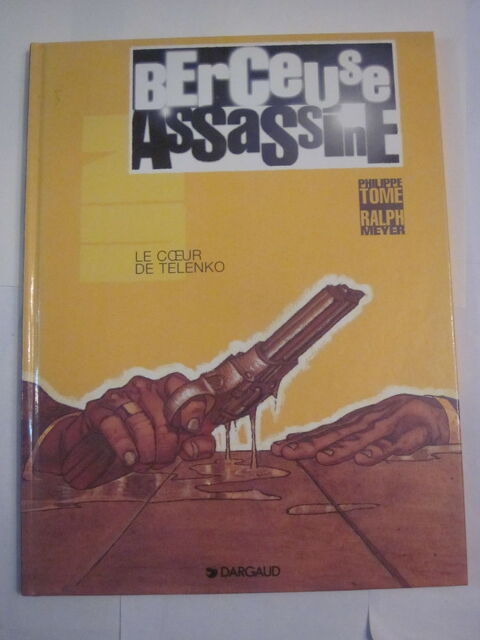 BERCEUSE
ASSASSINE
PHILIPPE
TOME
RALPH
MEYER
LE CŒUR
DE TELENKO
DARGAUD